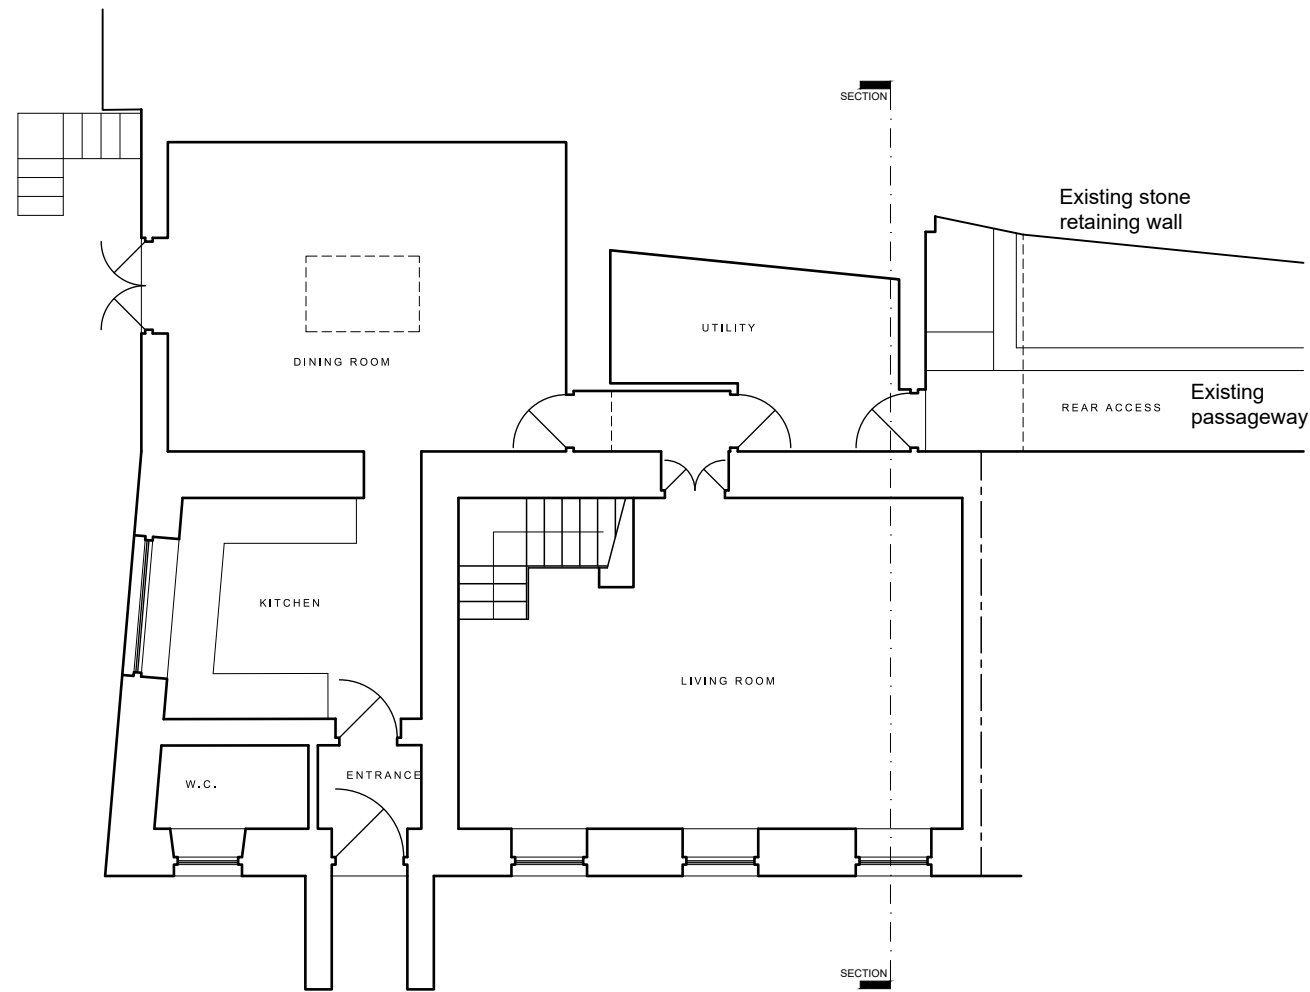 SECTION
Existing stone
retaining wall
UTILITY
DINING ROOM
REAR ACCESS
Existing
passageway
KITCHEN
LIVING ROOM
ENTRANCE
W.C.
SECTION